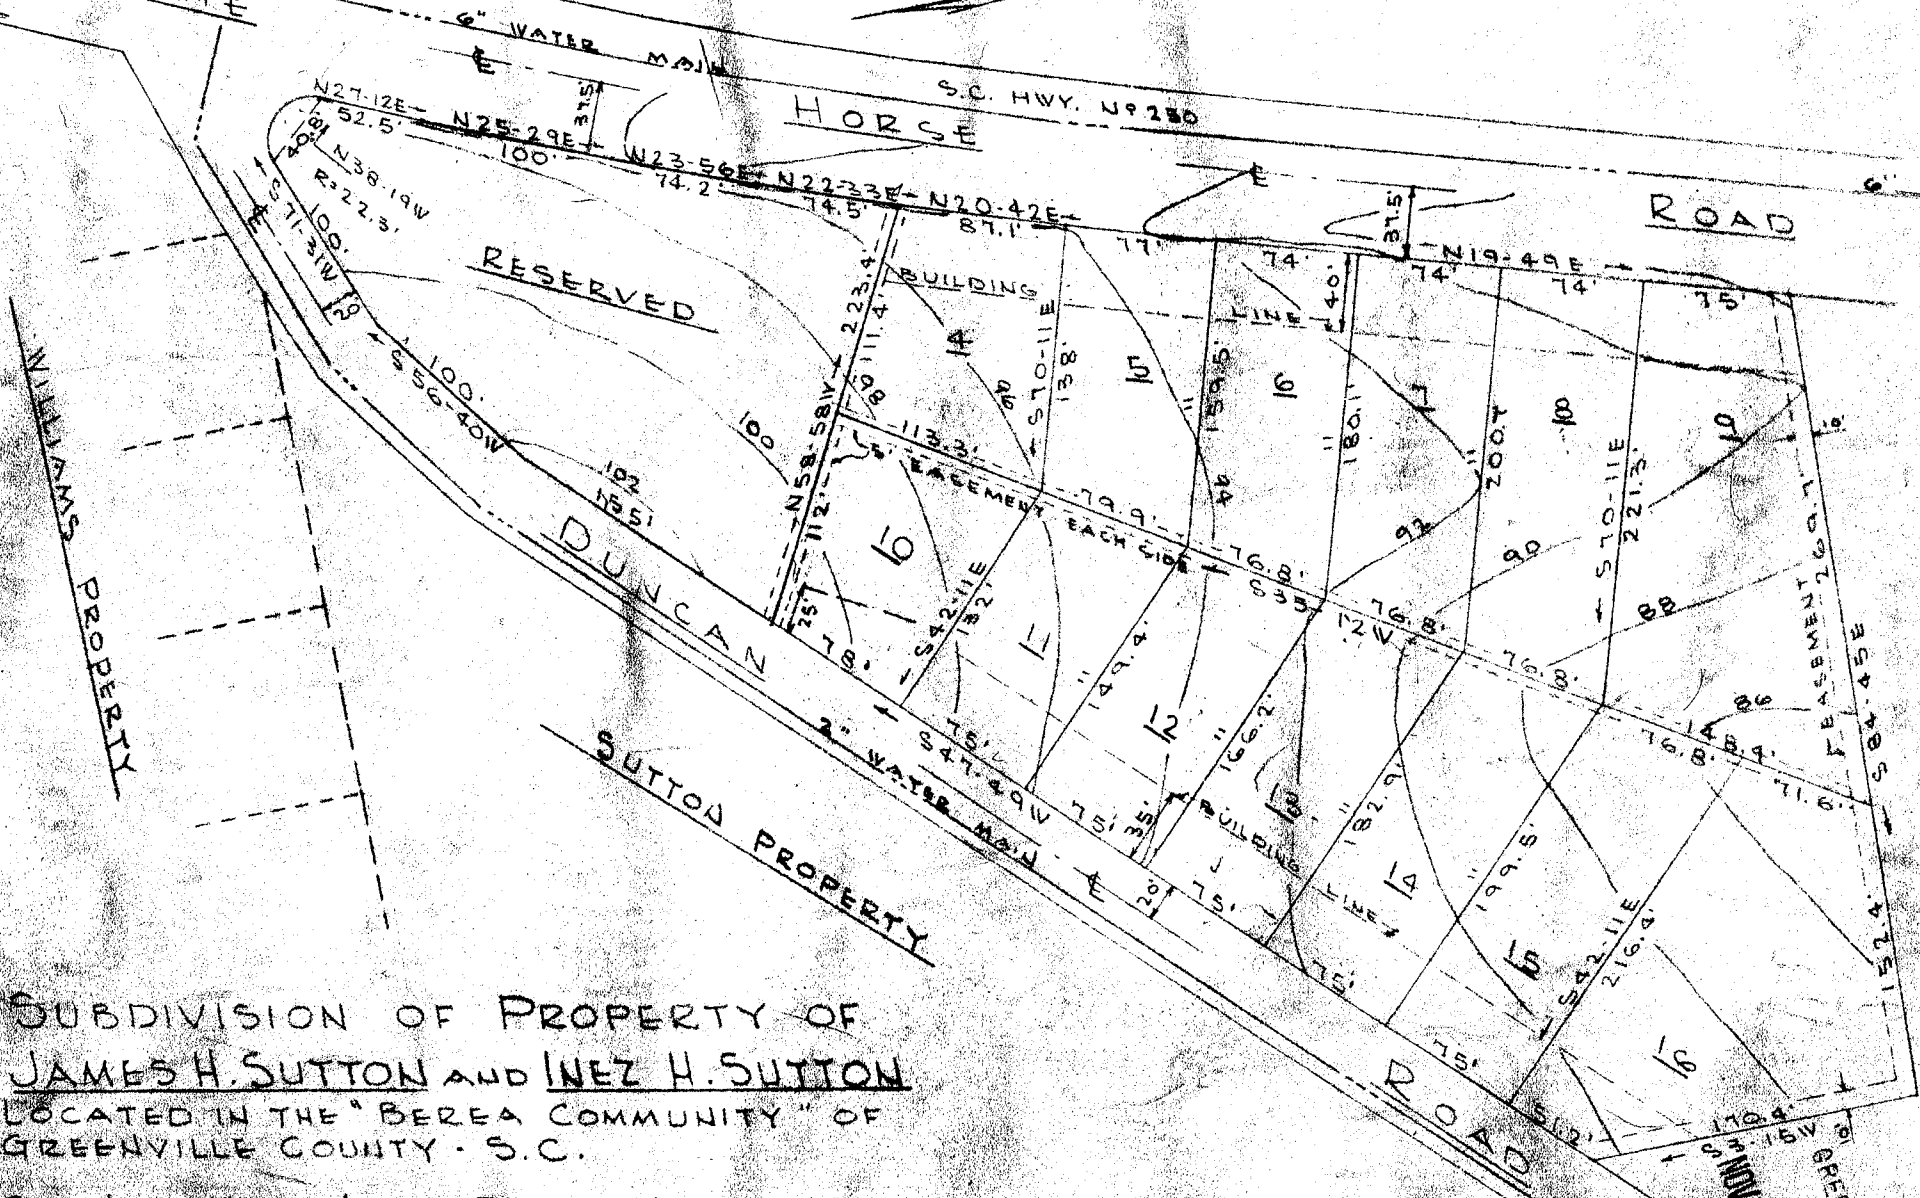 6" WATER MAIN
S.C. HWY. Nº 250
HORSE
ROAD
6"
37.5'
N27-12E
52.5'
N25-29E
100'
N23-56E
74.2'
N22-33E
74.5'
N20-42E
87.1'
77'
74'
37.5'
N19-49E
74'
74'
75'
40.8'
N38-19W
R=22.3'
S 71-31W
100.'
20'
RESERVED
S 56-40W
100.
102
155'
100
98
N58-58W
223.4'
111.4'
112'
25'
BUILDING LINE
40'
4
S70-11E
138'
96
5
" 159.5'
94
6
" 180.1'
7
" 200.7
8
S70-11E
221.3'
9
10'
EASEMENT
269.7'
S 84-45E
152.4'
113.3'
5' EASEMENT EACH SIDE
79.9'
76.8'
S 35-12W
76.8'
76.8'
76.8'
148.4'
71.6'
92
90
88
86
10
S42-11E
132'
11
" 149.4'
12
" 166.2'
13
" 182.9'
14
" 199.5'
15
S42-11E
216.4'
16
BUILDING LINE
35'
20'
78'
75'
S47-49W
75'
75'
75'
75'
51.2'
170.4'
DUNCAN
ROAD
2" WATER MAIN
WILLIAMS PROPERTY
SUTTON PROPERTY
SUBDIVISION OF PROPERTY OF
JAMES H. SUTTON AND INEZ H. SUTTON
LOCATED IN THE "BEREA COMMUNITY" OF
GREENVILLE COUNTY - S.C.